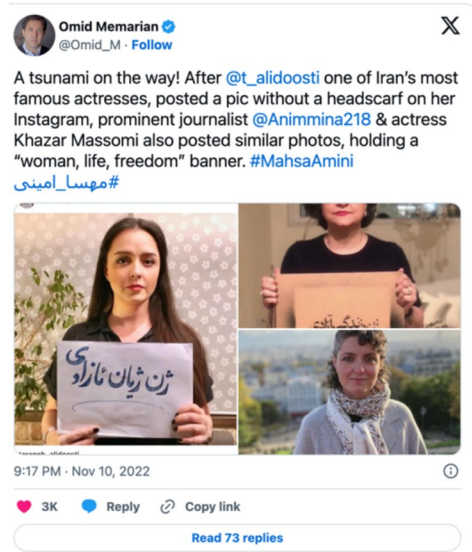 Omid Memarian
@Omid_M · Follow
A tsunami on the way! After @t_alidoosti one of Iran's most
famous actresses, posted a pic without a headscarf on her
Instagram, prominent journalist @Animmina218 & actress
Khazar Massomi also posted similar photos, holding a
“woman, life, freedom” banner. #MahsaAmini
#مهسا_امینی
ژن ژیان ئازادی
9:17 PM · Nov 10, 2022
3K
Reply
Copy link
Read 73 replies